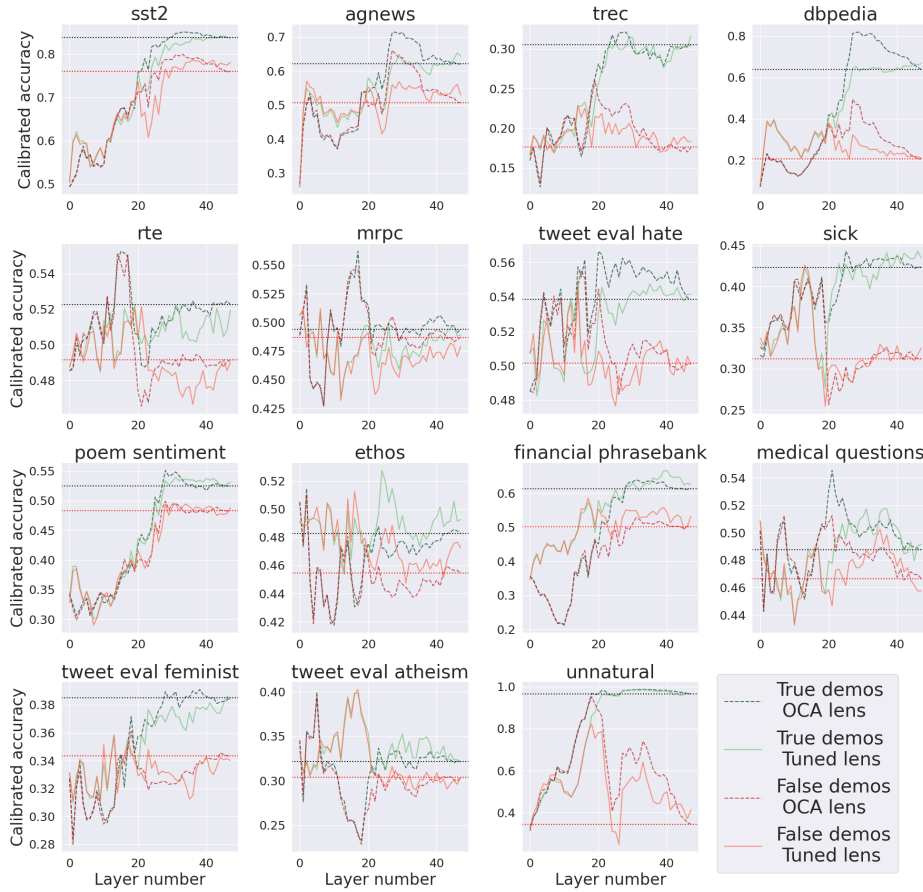 sst2
agnews
trec
dbpedia
Calibrated accuracy
0.8
0.7
0.6
0.5
0 20 40
0.7
0.6
0.5
0.4
0.3
0 20 40
0.30
0.25
0.20
0.15
0 20 40
0.8
0.6
0.4
0.2
0 20 40
rte
mrpc
tweet eval hate
sick
Calibrated accuracy
0.54
0.52
0.50
0.48
0 20 40
0.550
0.525
0.500
0.475
0.450
0.425
0 20 40
0.56
0.54
0.52
0.50
0.48
0 20 40
0.45
0.40
0.35
0.30
0.25
0 20 40
poem sentiment
ethos
financial phrasebank
medical questions
Calibrated accuracy
0.55
0.50
0.45
0.40
0.35
0.30
0 20 40
0.52
0.50
0.48
0.46
0.44
0.42
0 20 40
0.6
0.5
0.4
0.3
0.2
0 20 40
0.54
0.52
0.50
0.48
0.46
0.44
0 20 40
tweet eval feminist
tweet eval atheism
unnatural
Calibrated accuracy
0.38
0.36
0.34
0.32
0.30
0.28
0 20 40
Layer number
0.40
0.35
0.30
0.25
0 20 40
Layer number
1.0
0.8
0.6
0.4
0 20 40
Layer number
True demos
OCA lens
True demos
Tuned lens
False demos
OCA lens
False demos
Tuned lens